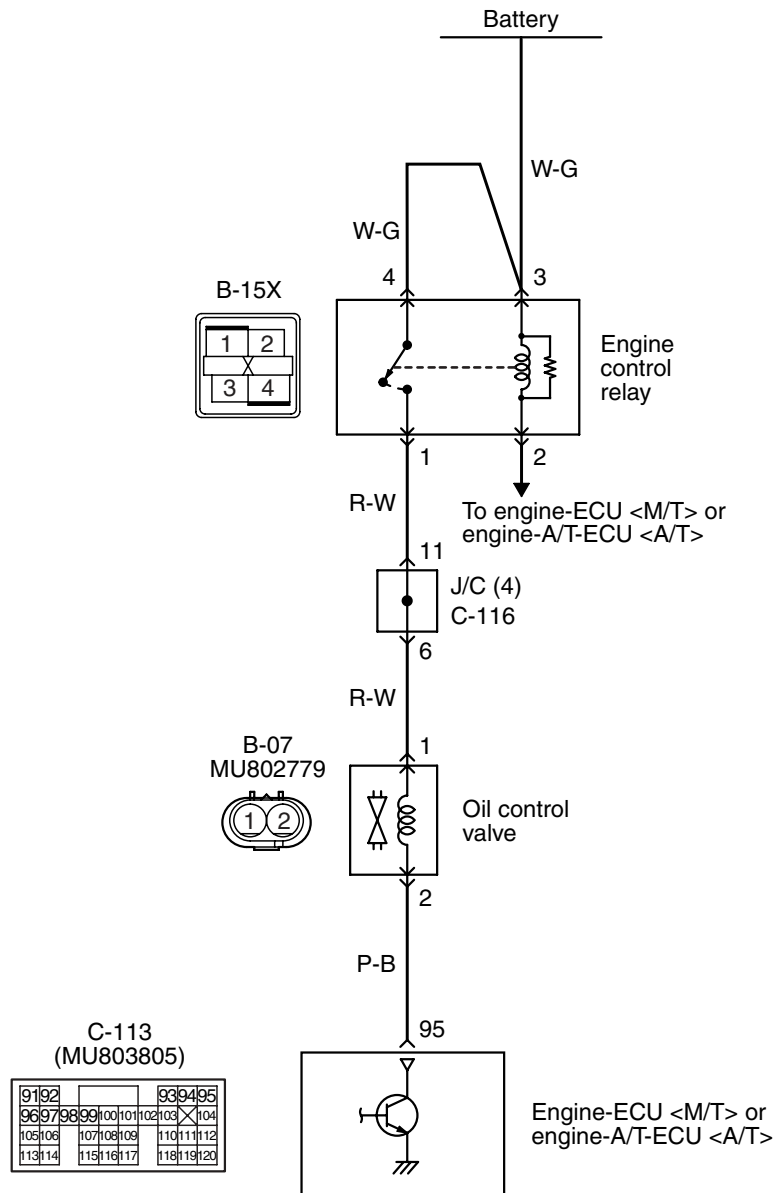 Battery
W-G
W-G
4
3
B-15X
1 2
3 4
Engine
control
relay
1
2
R-W
To engine-ECU <M/T> or
engine-A/T-ECU <A/T>
11
J/C (4)
C-116
6
R-W
B-07
MU802779
1
1 2
Oil control
valve
2
P-B
95
C-113
(MU803805)
91 92 93 94 95
96 97 98 99 100 101 102 103 104
105 106 107 108 109 110 111 112
113 114 115 116 117 118 119 120
Engine-ECU <M/T> or
engine-A/T-ECU <A/T>